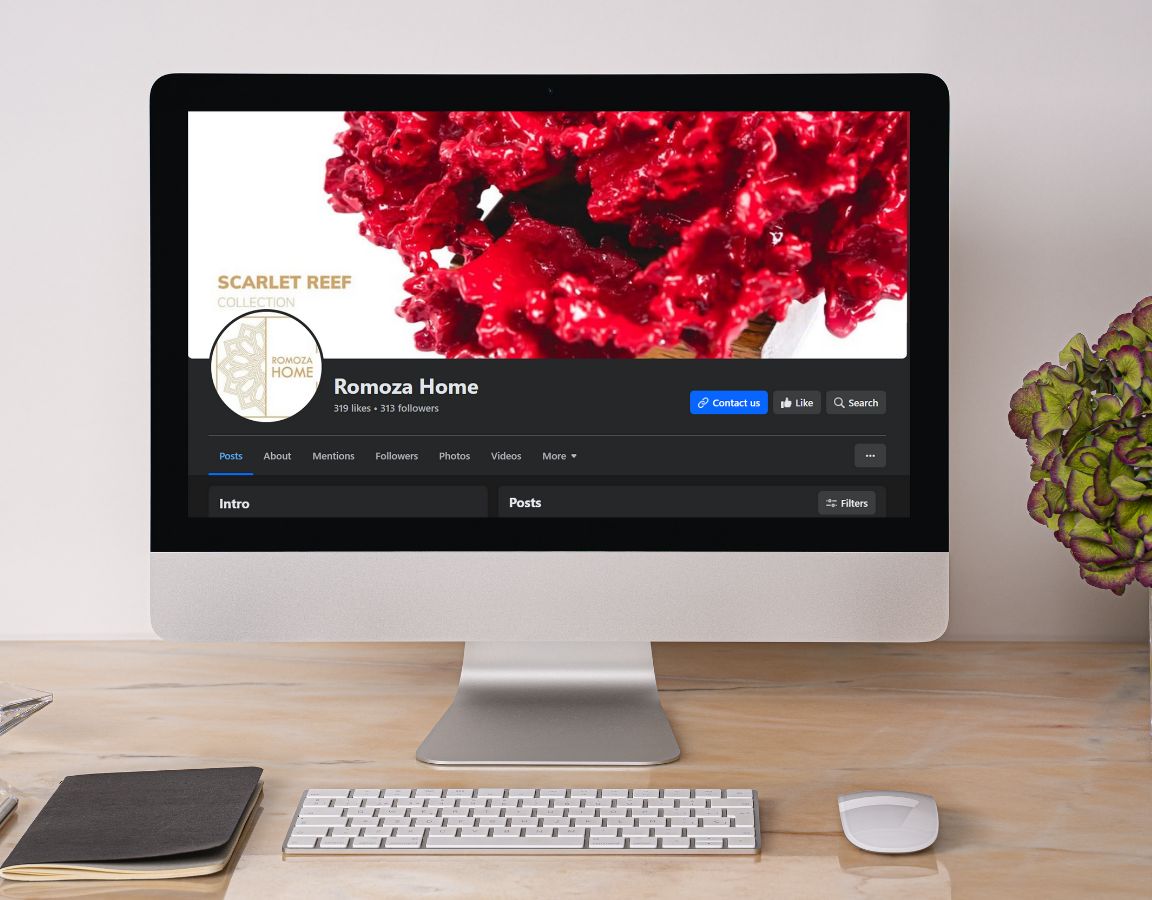 SCARLET REEF
COLLECTION
ROMOZA
HOME
Romoza Home
319 likes • 313 followers
Contact us
Like
Search
Posts
About
Mentions
Followers
Photos
Videos
More
Intro
Posts
Filters